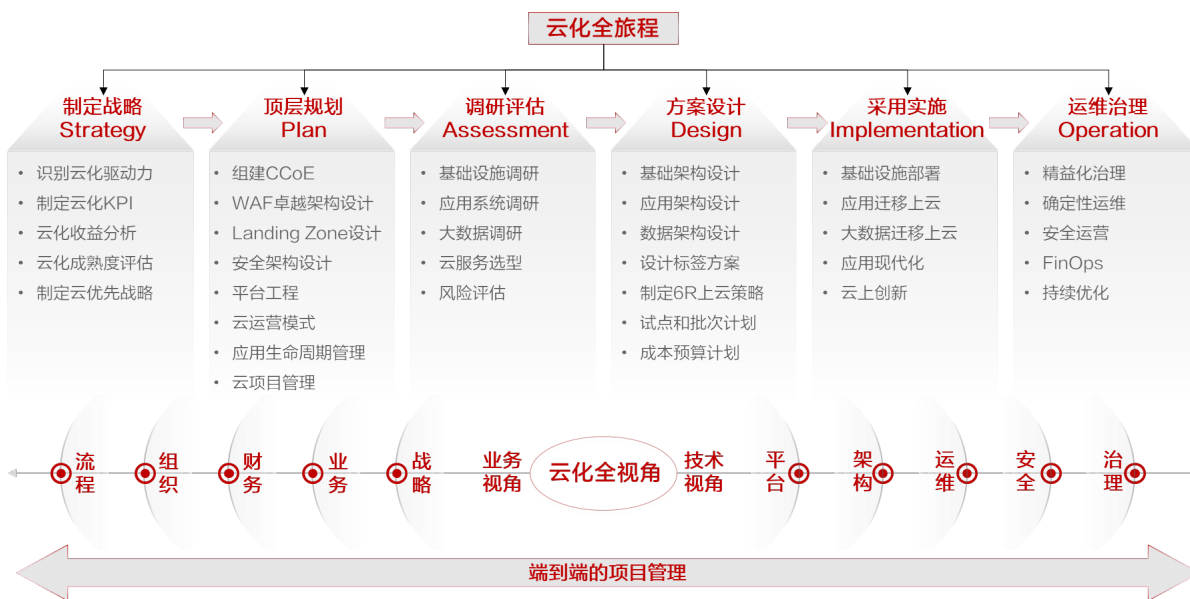 云化全旅程
制定战略
Strategy
• 识别云化驱动力
• 制定云化KPI
• 云化收益分析
• 云化成熟度评估
• 制定云优先战略
顶层规划
Plan
• 组建CCoE
• WAF卓越架构设计
• Landing Zone设计
• 安全架构设计
• 平台工程
• 云运营模式
• 应用生命周期管理
• 云项目管理
调研评估
Assessment
• 基础设施调研
• 应用系统调研
• 大数据调研
• 云服务选型
• 风险评估
方案设计
Design
• 基础架构设计
• 应用架构设计
• 数据架构设计
• 设计标签方案
• 制定6R上云策略
• 试点和批次计划
• 成本预算计划
采用实施
Implementation
• 基础设施部署
• 应用迁移上云
• 大数据迁移上云
• 应用现代化
• 云上创新
运维治理
Operation
• 精益化治理
• 确定性运维
• 安全运营
• FinOps
• 持续优化
流程
组织
财务
业务
战略
业务
视角
云化全视角
技术
视角
平台
架构
运维
安全
治理
端到端的项目管理